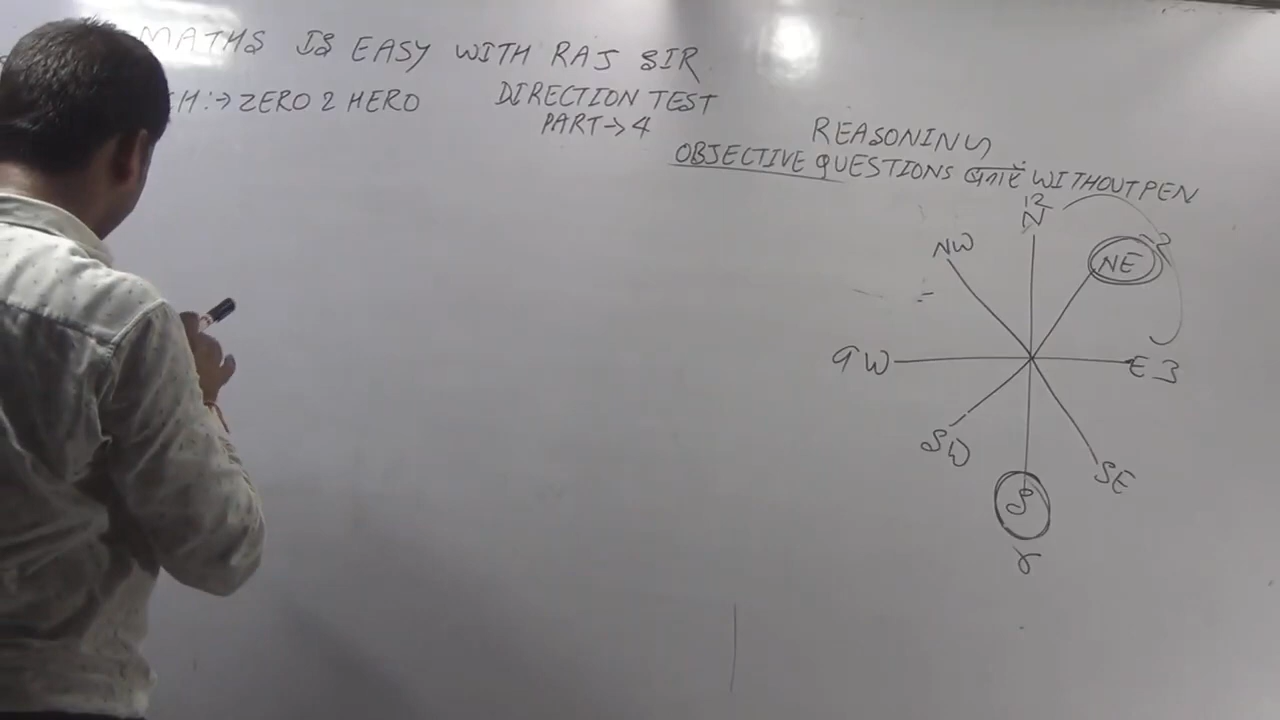 MATHS IS EASY WITH RAJ SIR
ZERO 2 HERO
DIRECTION TEST
PART → 4
REASONING
OBJECTIVE QUESTIONS बनायें WITHOUT PEN
12
N
NW
NE
9 W
E 3
SW
SE
S